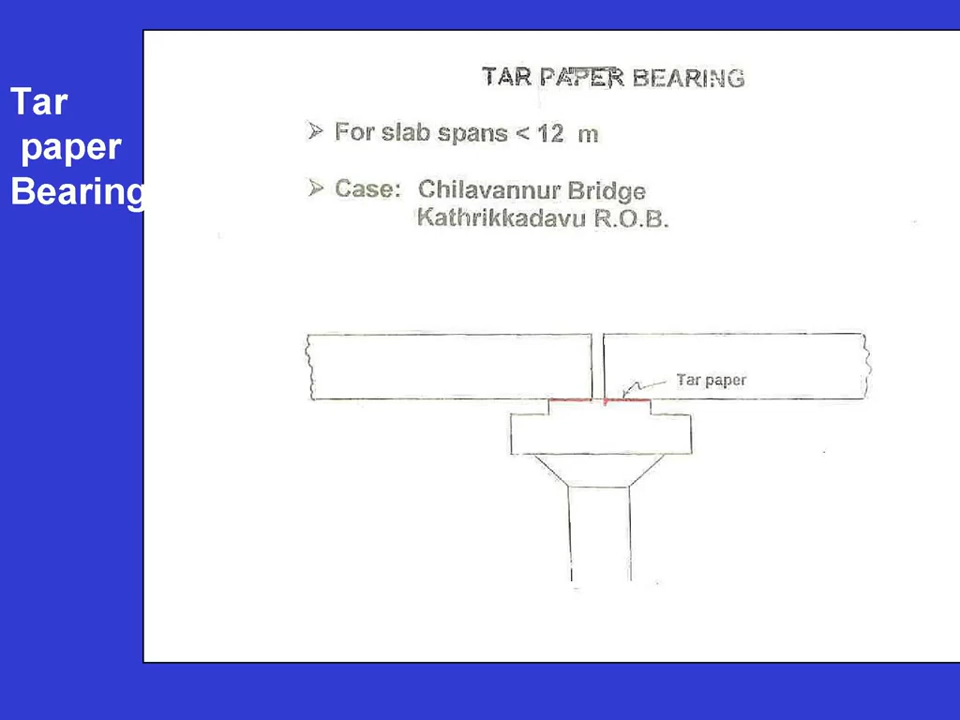 Tar
paper
Bearing
TAR PAPER BEARING
➢ For slab spans < 12 m
➢ Case: Chilavannur Bridge
Kathrikkadavu R.O.B.
Tar paper